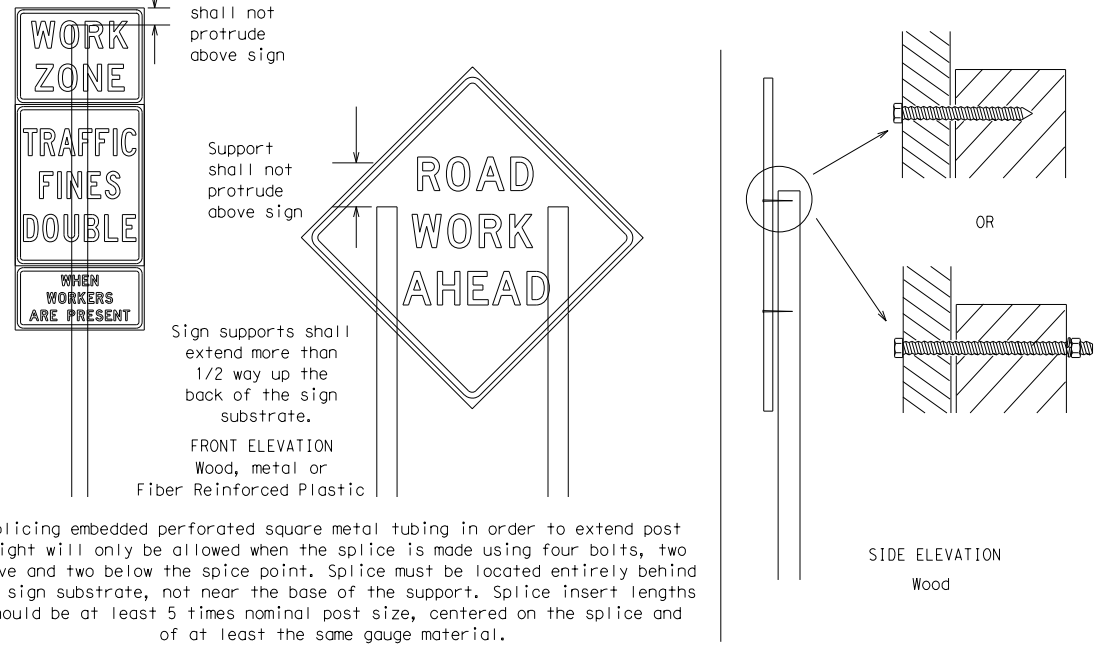 shall not
protrude
above sign
WORK
ZONE
TRAFFIC
FINES
DOUBLE
WHEN
WORKERS
ARE PRESENT
Support
shall not
protrude
above sign
ROAD
WORK
AHEAD
Sign supports shall
extend more than
1/2 way up the
back of the sign
substrate.
FRONT ELEVATION
Wood, metal or
Fiber Reinforced Plastic
OR
SIDE ELEVATION
Wood
plicing embedded perforated square metal tubing in order to extend post
ight will only be allowed when the splice is made using four bolts, two
ve and two below the spice point. Splice must be located entirely behind
sign substrate, not near the base of the support. Splice insert lengths
hould be at least 5 times nominal post size, centered on the splice and
of at least the same gauge material.